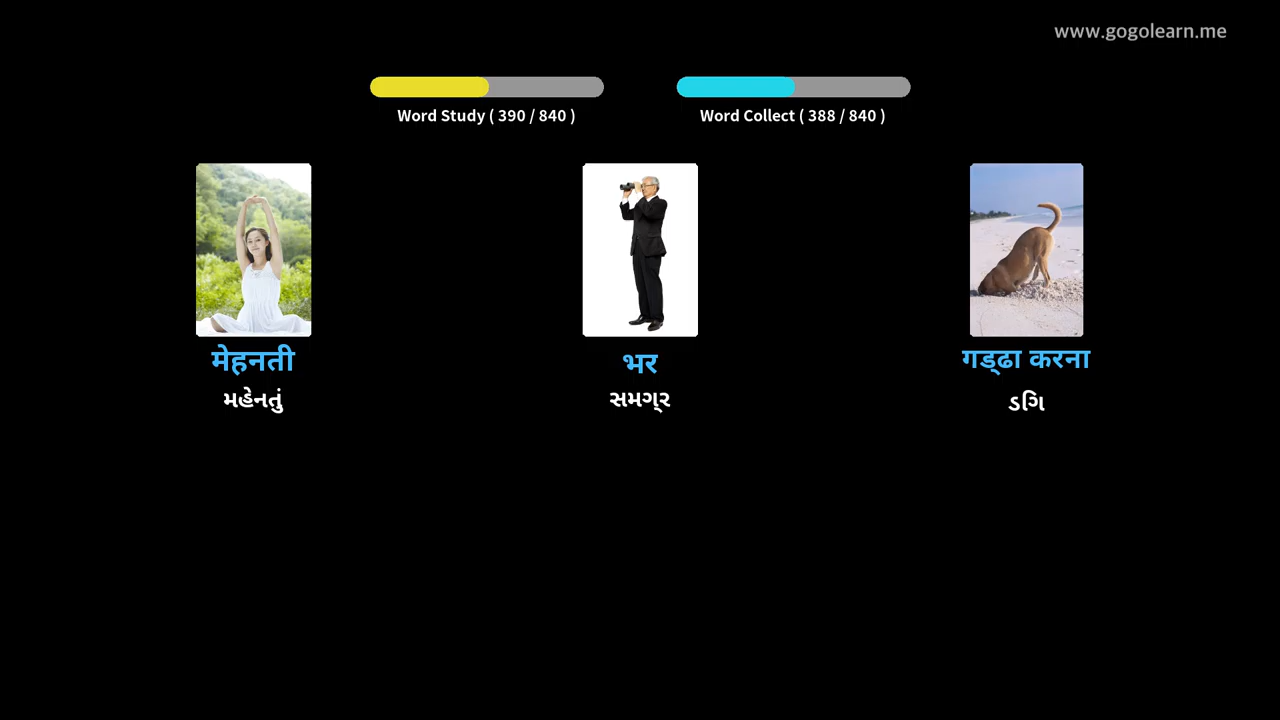 www.gogolearn.me
Word Study ( 390 / 840 )
Word Collect ( 388 / 840 )
मेहनती
भर
गड्ढा करना
મહેનતું
સમગ્ર
ડગિ